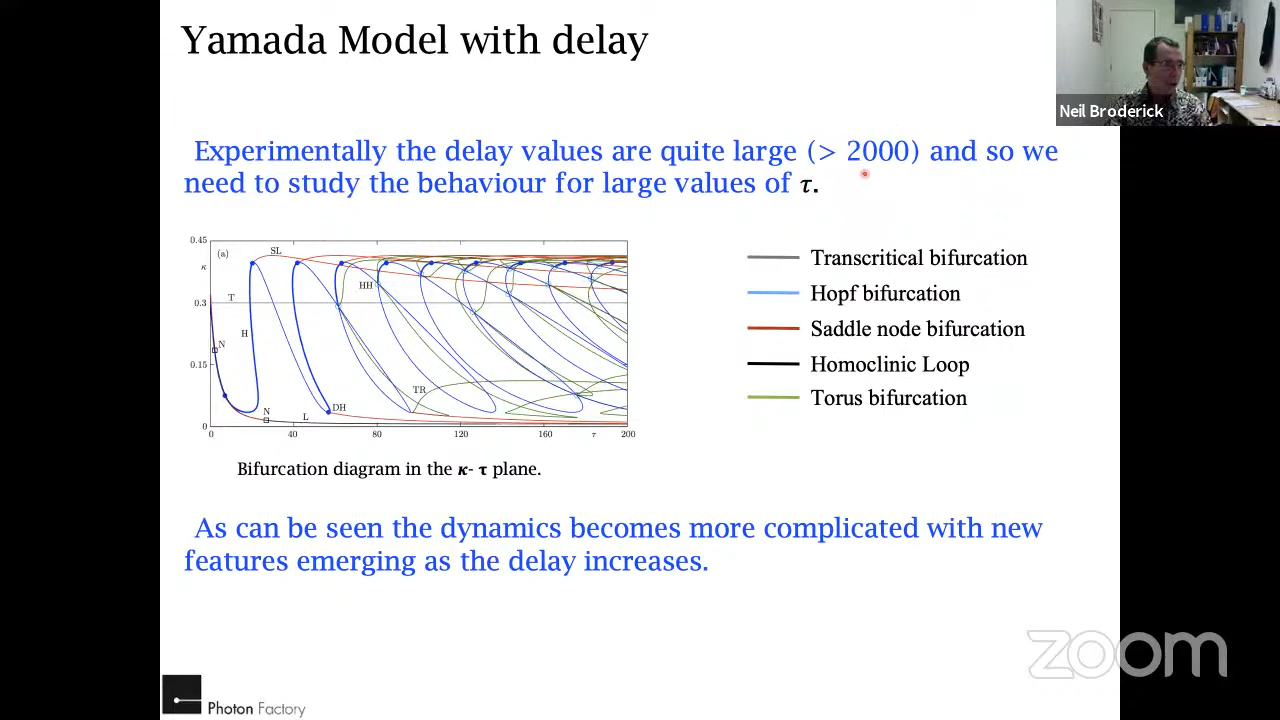 Yamada Model with delay
Neil Broderick
Experimentally the delay values are quite large (> 2000) and so we
need to study the behaviour for large values of τ.
0.45
(a)
SL
κ
HH
T
0.3
H
N
0.15
TR
DH
N
L
0
0
40
80
120
160
τ
200
Transcritical bifurcation
Hopf bifurcation
Saddle node bifurcation
Homoclinic Loop
Torus bifurcation
Bifurcation diagram in the κ- τ plane.
As can be seen the dynamics becomes more complicated with new
features emerging as the delay increases.
zoom
Photon Factory